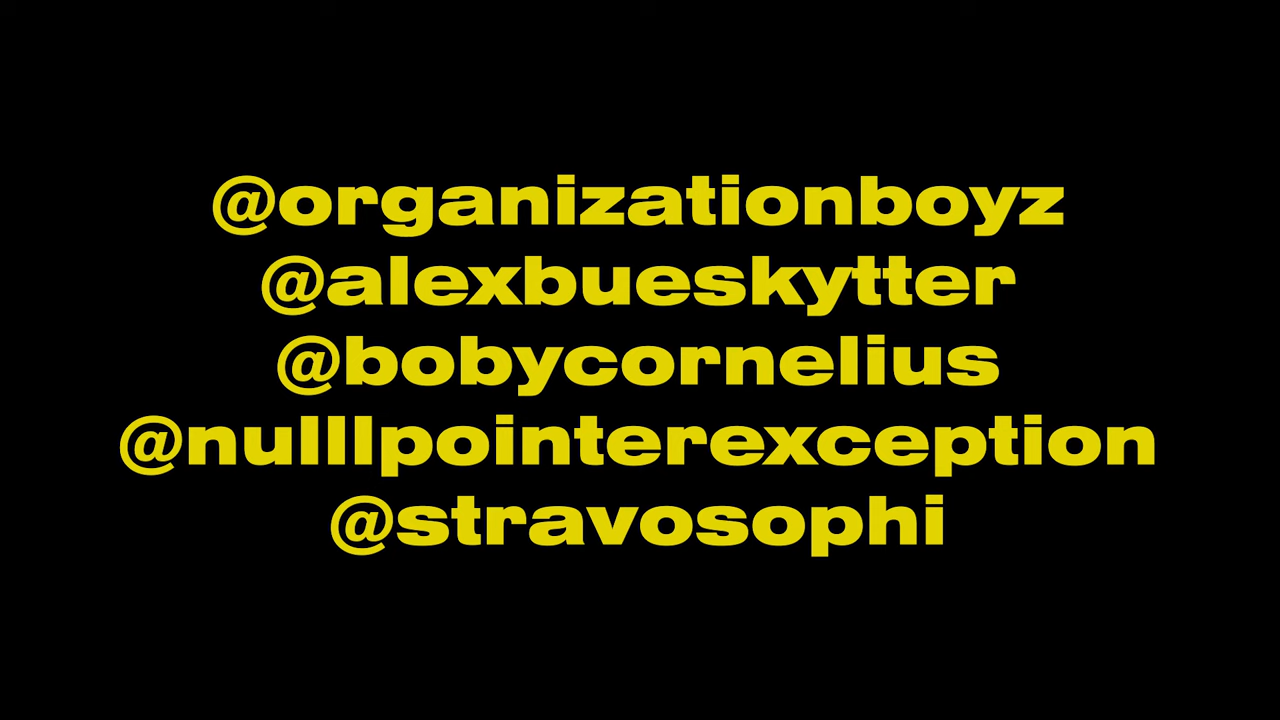 @organizationboyz
@alexbueskytter
@bobycornelius
@nulllpointerexception
@stravosophi